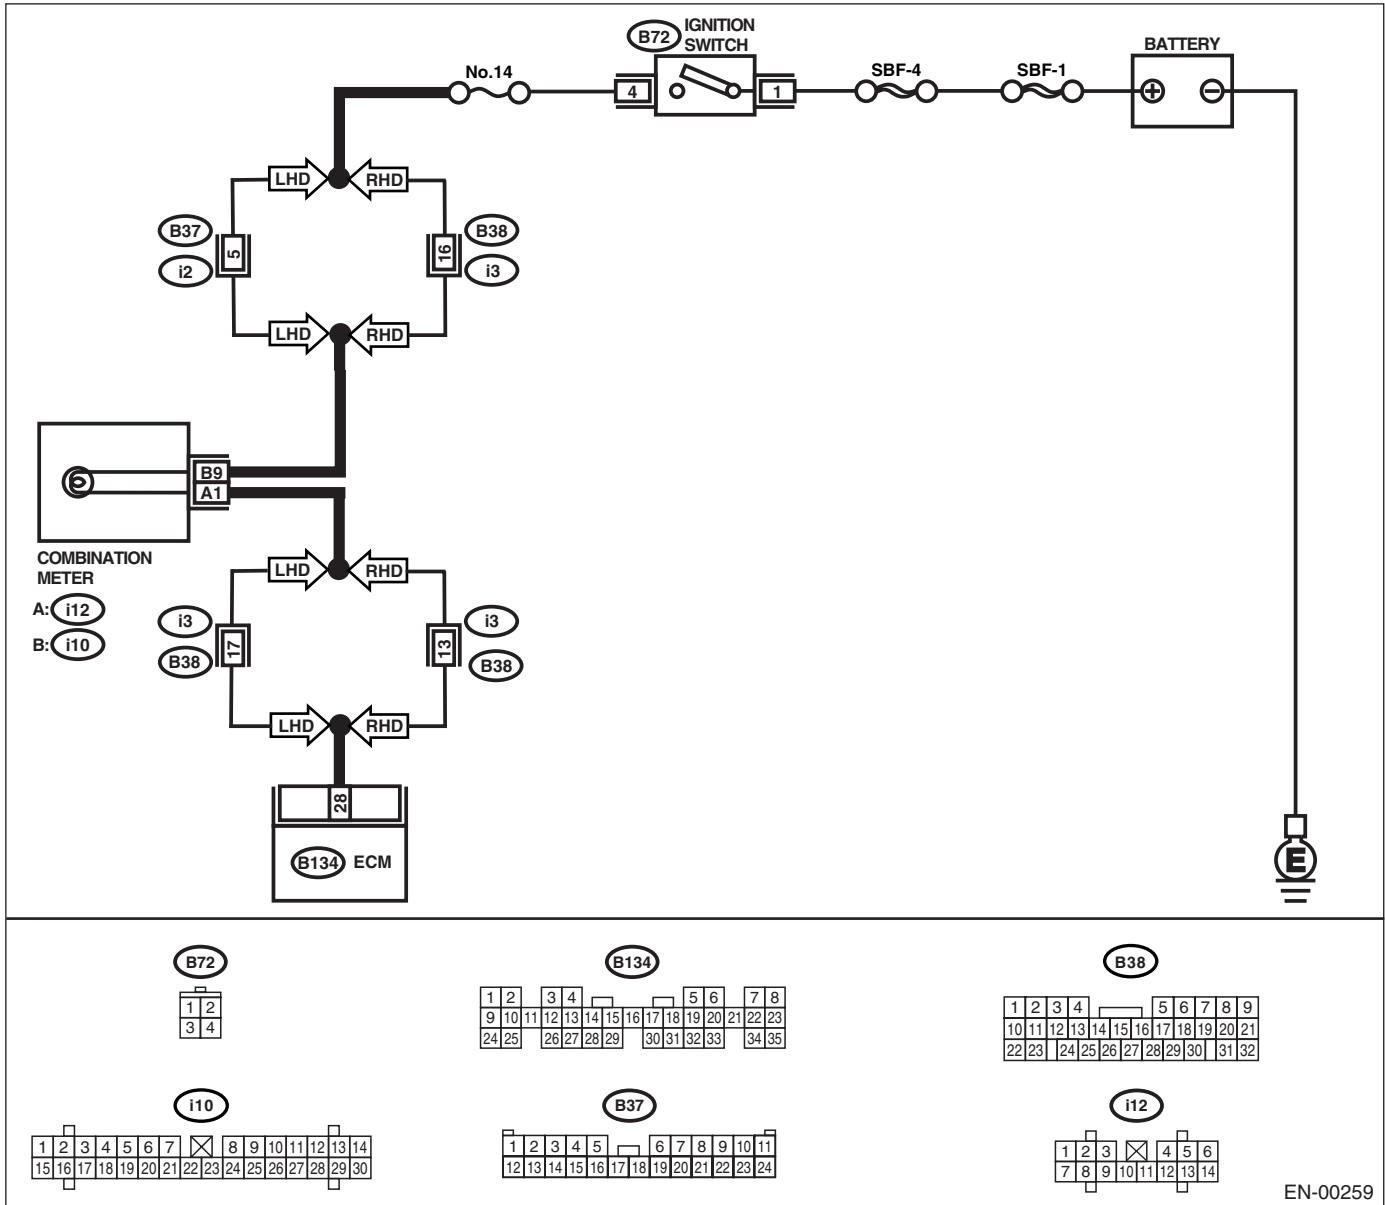 B72 IGNITION SWITCH
BATTERY
No.14
4
1
SBF-4
SBF-1
LHD
RHD
B37
i2
5
16
B38
i3
LHD
RHD
B9
A1
COMBINATION
METER
A: i12
B: i10
LHD
RHD
i3
B38
17
13
i3
B38
LHD
RHD
28
B134 ECM
E
B72
1 2
3 4
B134
1 2 3 4 5 6 7 8
9 10 11 12 13 14 15 16 17 18 19 20 21 22 23
24 25 26 27 28 29 30 31 32 33 34 35
B38
1 2 3 4 5 6 7 8 9
10 11 12 13 14 15 16 17 18 19 20 21
22 23 24 25 26 27 28 29 30 31 32
i10
1 2 3 4 5 6 7 8 9 10 11 12 13 14
15 16 17 18 19 20 21 22 23 24 25 26 27 28 29 30
B37
1 2 3 4 5 6 7 8 9 10 11
12 13 14 15 16 17 18 19 20 21 22 23 24
i12
1 2 3 4 5 6
7 8 9 10 11 12 13 14
EN-00259